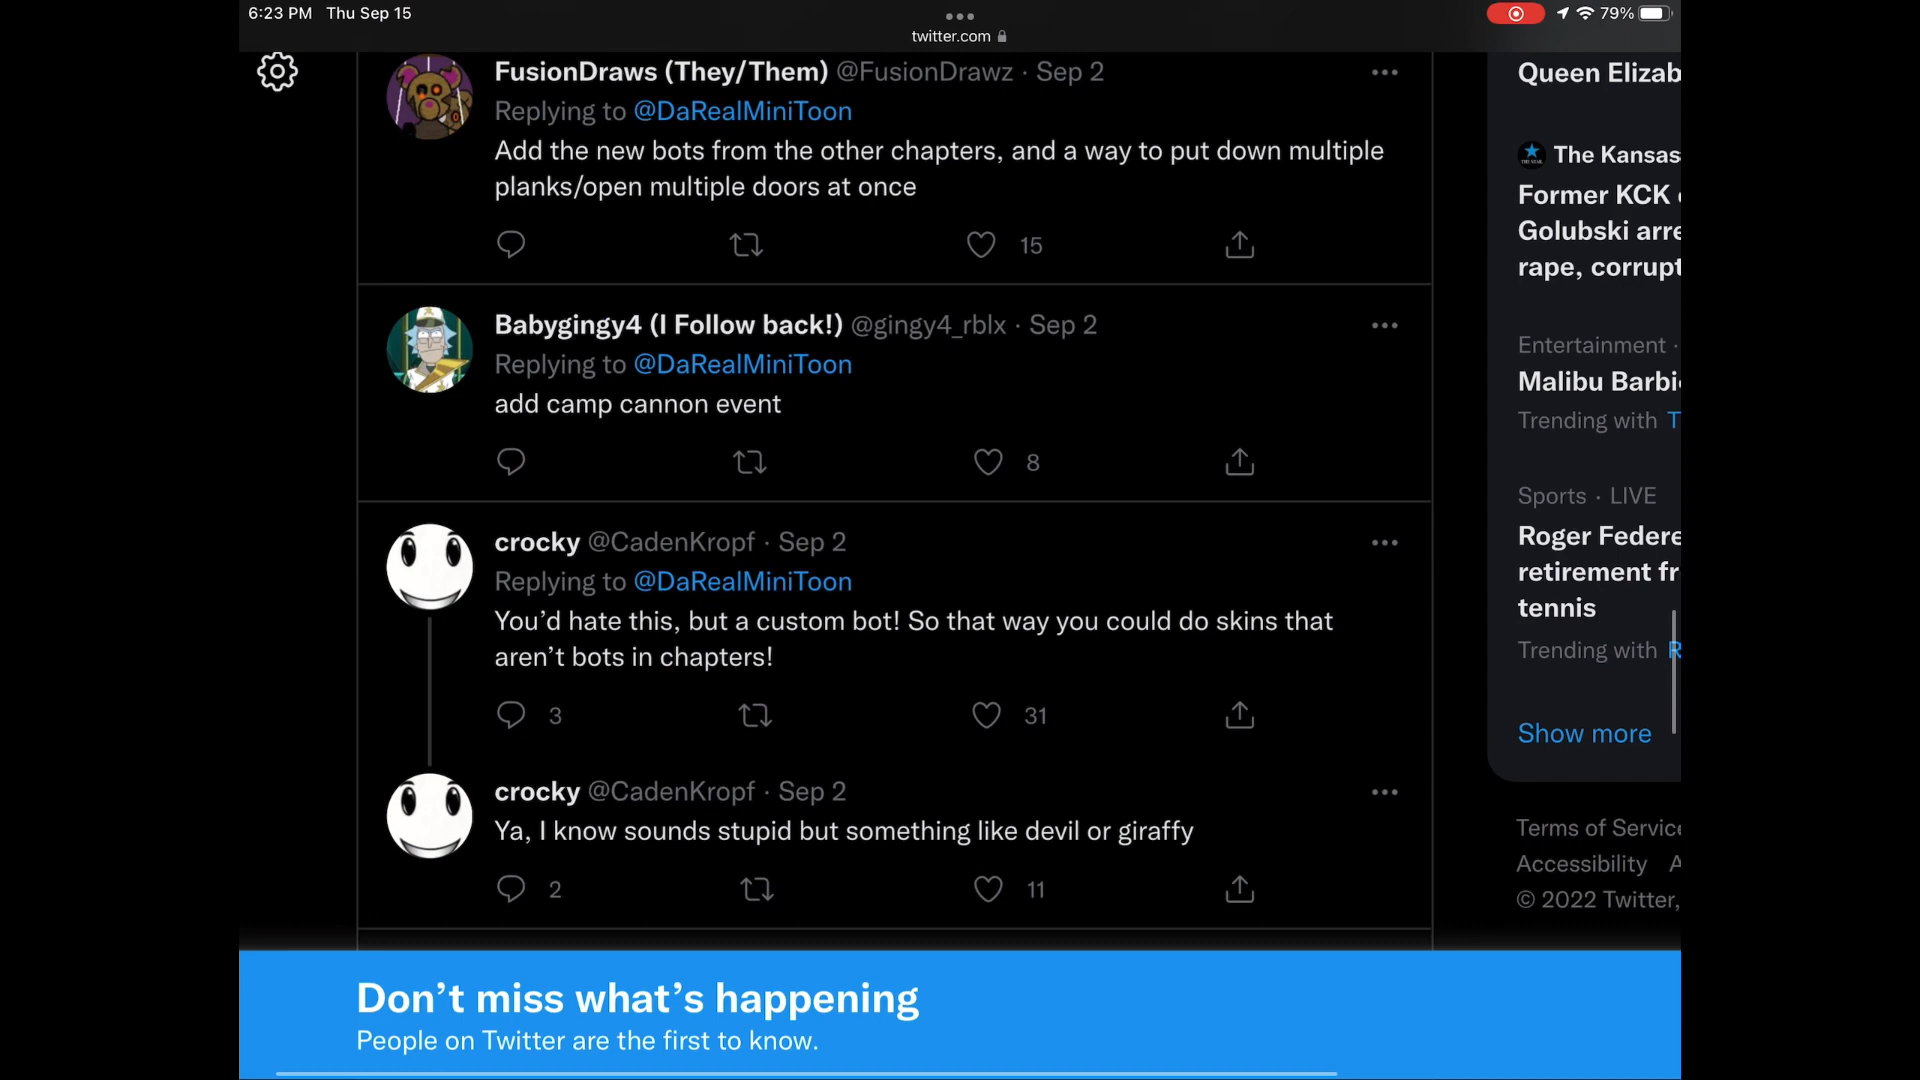 6:23 PM Thu Sep 15
79%
twitter.com
FusionDraws (They/Them) @FusionDrawz · Sep 2
Replying to @DaRealMiniToon
Add the new bots from the other chapters, and a way to put down multiple
planks/open multiple doors at once
15
Babygingy4 (I Follow back!) @gingy4_rblx · Sep 2
Replying to @DaRealMiniToon
add camp cannon event
8
crocky @CadenKropf · Sep 2
Replying to @DaRealMiniToon
You’d hate this, but a custom bot! So that way you could do skins that
aren’t bots in chapters!
3
31
crocky @CadenKropf · Sep 2
Ya, I know sounds stupid but something like devil or giraffy
2
11
Queen Elizab
The Kansas
Former KCK
Golubski arre
rape, corrupt
Entertainment ·
Malibu Barbi
Trending with T
Sports · LIVE
Roger Federe
retirement fr
tennis
Trending with R
Show more
Terms of Service
Accessibility A
© 2022 Twitter,
Don’t miss what’s happening
People on Twitter are the first to know.